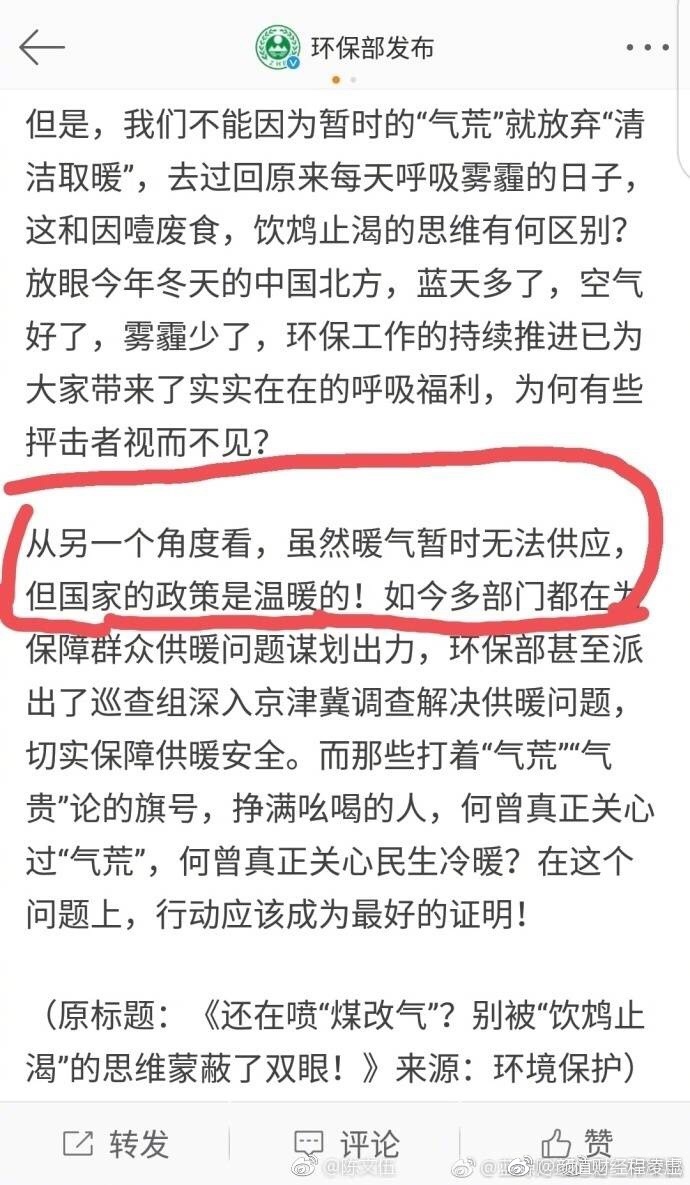 环保部发布
但是，我们不能因为暂时的“气荒”就放弃“清
洁取暖”，去过回原来每天呼吸雾霾的日子，
这和因噎废食，饮鸩止渴的思维有何区别？
放眼今年冬天的中国北方，蓝天多了，空气
好了，雾霾少了，环保工作的持续推进已为
大家带来了实实在在的呼吸福利，为何有些
抨击者视而不见？
从另一个角度看，虽然暖气暂时无法供应，
但国家的政策是温暖的！如今多部门都在为
保障群众供暖问题谋划出力，环保部甚至派
出了巡查组深入京津冀调查解决供暖问题，
切实保障供暖安全。而那些打着“气荒”“气
贵”论的旗号，挣满吆喝的人，何曾真正关心
过“气荒”，何曾真正关心民生冷暖？在这个
问题上，行动应该成为最好的证明！
（原标题：《还在喷“煤改气”？别被“饮鸩止
渴”的思维蒙蔽了双眼！》来源：环境保护）
转发 评论 赞
@陈文伍